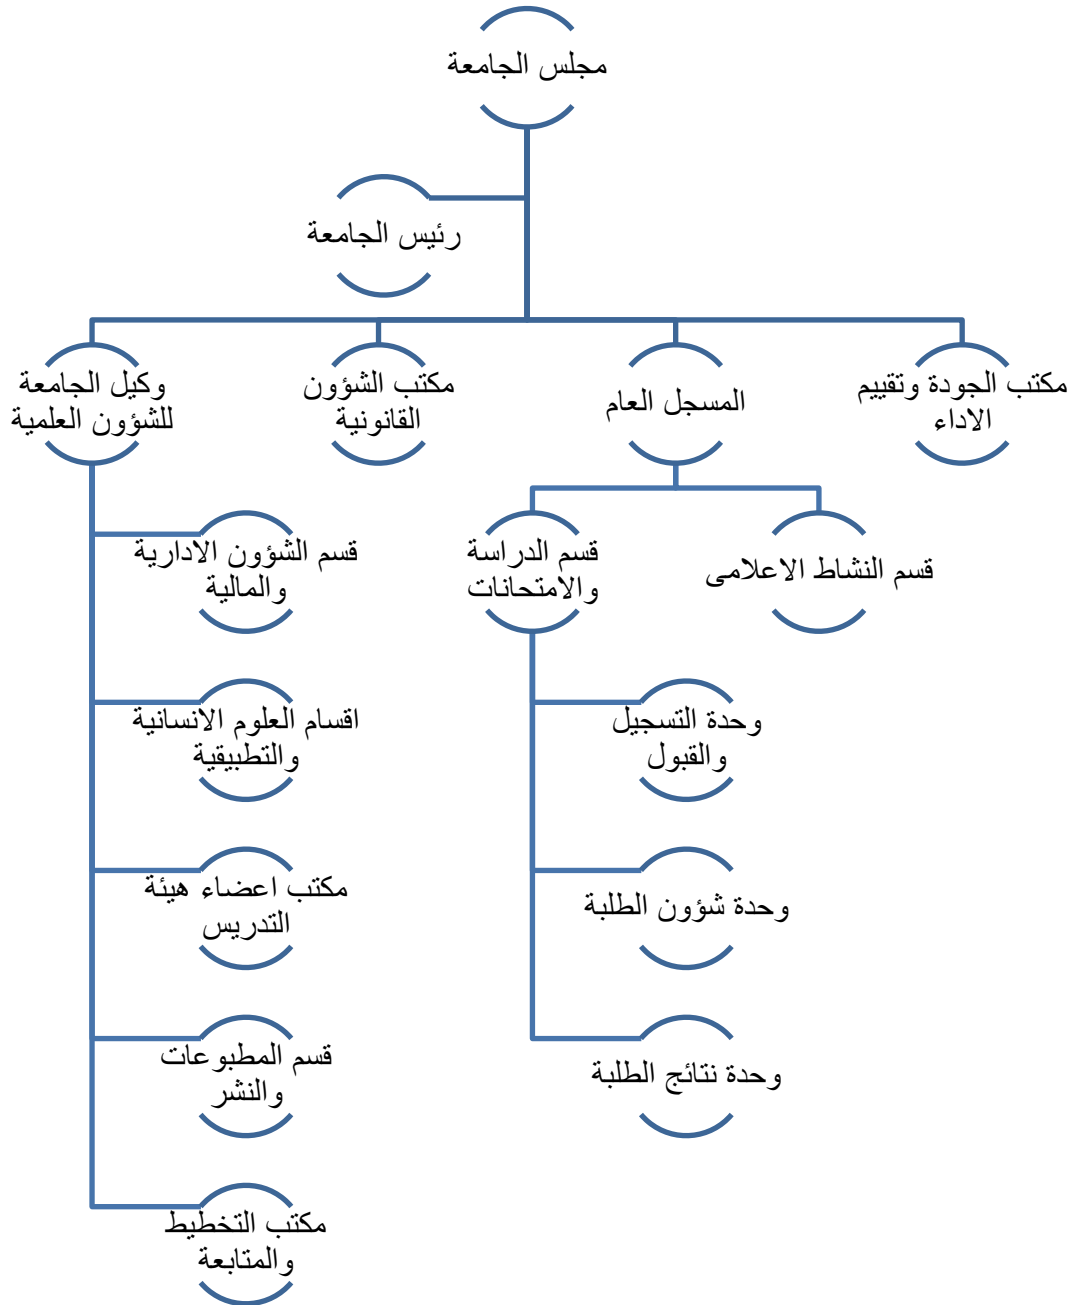 مجلس الجامعة
رئيس الجامعة
مكتب الجودة وتقييم
الاداء
المسجل العام
مكتب الشؤون
القانونية
وكيل الجامعة
للشؤون العلمية
قسم النشاط الاعلامى
قسم الدراسة
والامتحانات
وحدة التسجيل
والقبول
وحدة شؤون الطلبة
وحدة نتائج الطلبة
قسم الشؤون الادارية
والمالية
اقسام العلوم الانسانية
والتطبيقية
مكتب اعضاء هيئة
التدريس
قسم المطبوعات
والنشر
مكتب التخطيط
والمتابعة